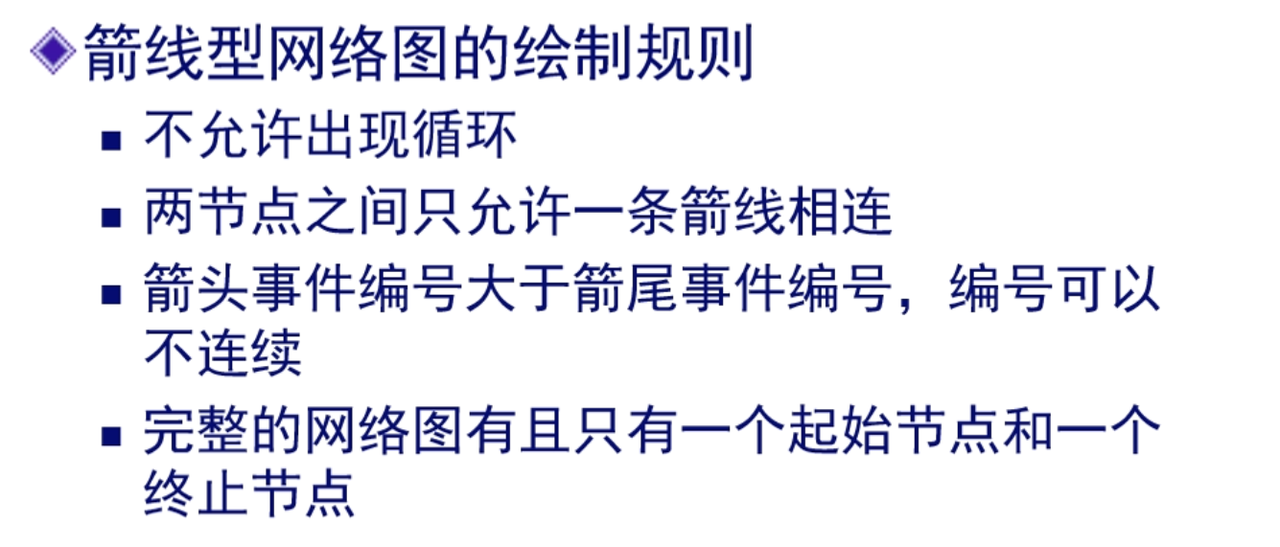 箭线型网络图的绘制规则
不允许出现循环
两节点之间只允许一条箭线相连
箭头事件编号大于箭尾事件编号，编号可以
不连续
完整的网络图有且只有一个起始节点和一个
终止节点